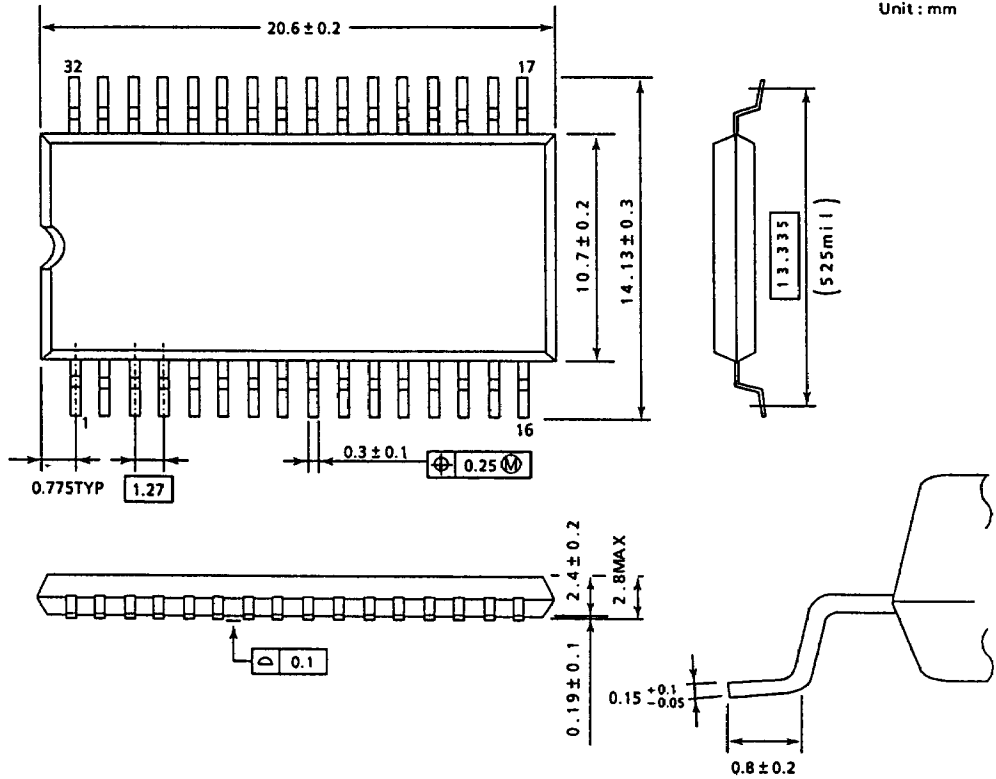 Unit : mm
20.6 ± 0.2
32
17
10.7 ± 0.2
14.13 ± 0.3
13.335
(525mil)
1
16
0.775TYP
1.27
0.3 ± 0.1
⌖ 0.25 Ⓜ
2.4 ± 0.2
2.8MAX
0.19 ± 0.1
⌓ 0.1
0.15 +0.1 −0.05
0.8 ± 0.2